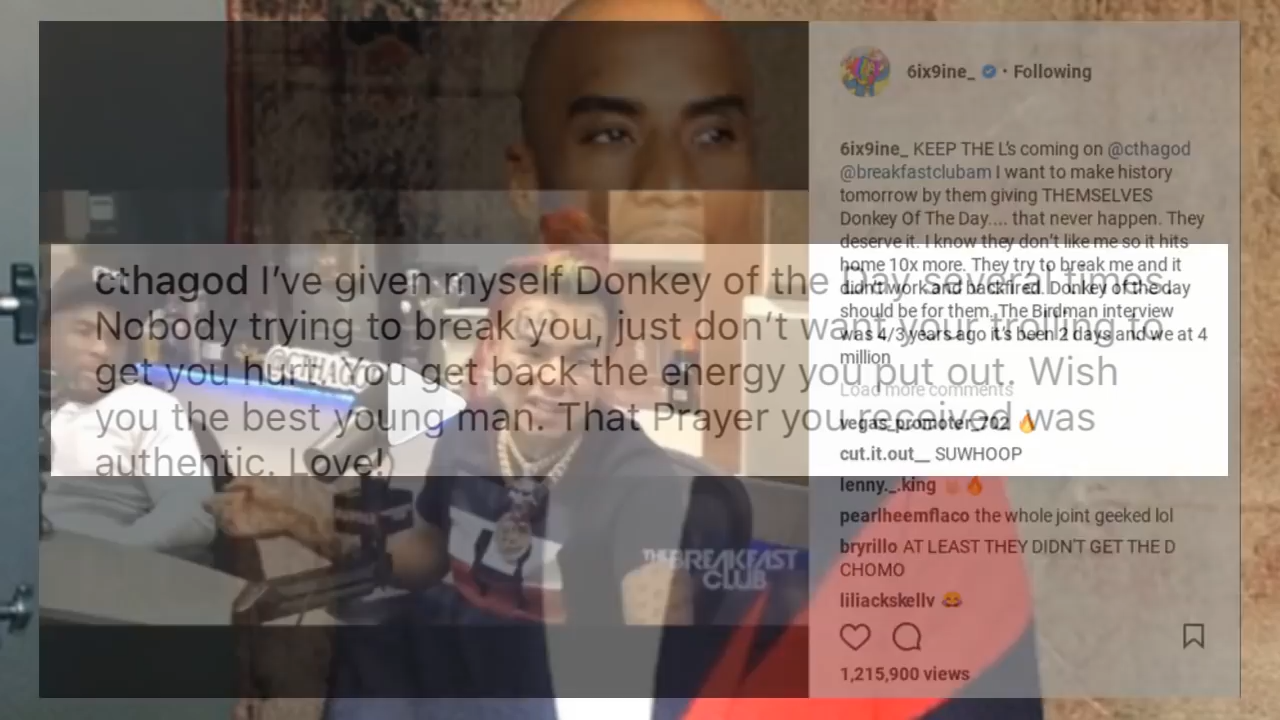 6ix9ine_ • Following
6ix9ine_ KEEP THE L's coming on @cthagod
@breakfastclubam I want to make history
tomorrow by them giving THEMSELVES
Donkey Of The Day.... that never happen. They
deserve it. I know they don't like me so it hits
home 10x more. They try to break me and it
didn't work and backfired. Donkey of the day
should be for them. The Birdman interview
was 4/3 years ago it's been 2 days and we at 4
million
Load more comments
vegas_promoter_702 🔥
cut.it.out__ SUWHOOP
lenny._.king 🔥
pearlheemflaco the whole joint geeked lol
bryrillo AT LEAST THEY DIDN'T GET THE D
CHOMO
liliackskellv 😂
1,215,900 views
cthagod I've given myself Donkey of the Day several times.
Nobody trying to break you, just don't want your trolling to
get you hurt. You get back the energy you put out. Wish
you the best young man. That Prayer you received was
authentic. Love!
@CTHAGOD
THE BREAKFAST
CLUB